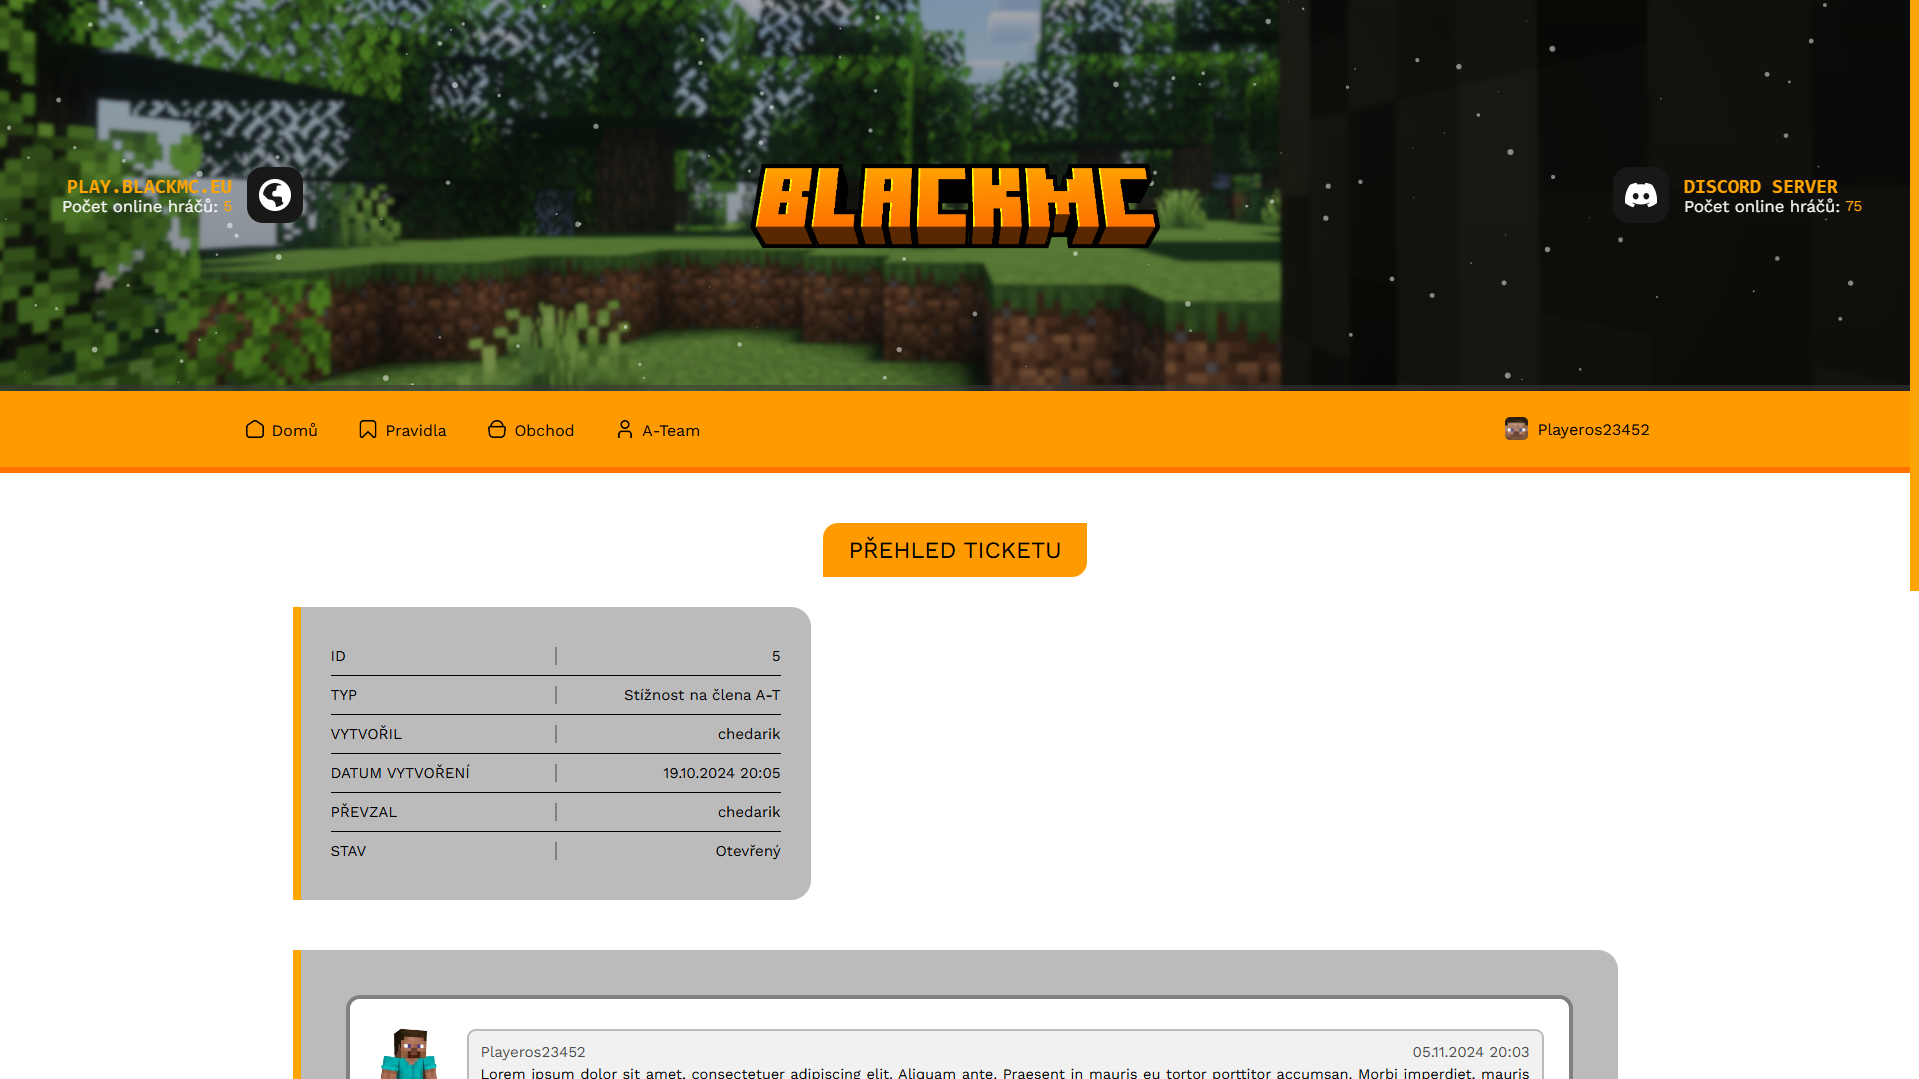 PLAY.BLACKMC.EU
Počet online hráčů: 5
BLACKMC
DISCORD SERVER
Počet online hráčů: 75
Domů
Pravidla
Obchod
A-Team
Playeros23452
PŘEHLED TICKETU
ID 5
TYP Stížnost na člena A-T
VYTVOŘIL chedarik
DATUM VYTVOŘENÍ 19.10.2024 20:05
PŘEVZAL chedarik
STAV Otevřený
Playeros23452 05.11.2024 20:03
Lorem ipsum dolor sit amet, consectetuer adipiscing elit. Aliquam ante. Praesent in mauris eu tortor porttitor accumsan. Morbi imperdiet, mauris